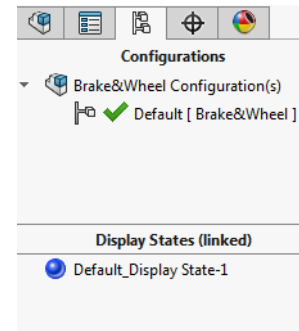 Configurations
Brake&Wheel Configuration(s)
Default [ Brake&Wheel ]
Display States (linked)
Default_Display State-1